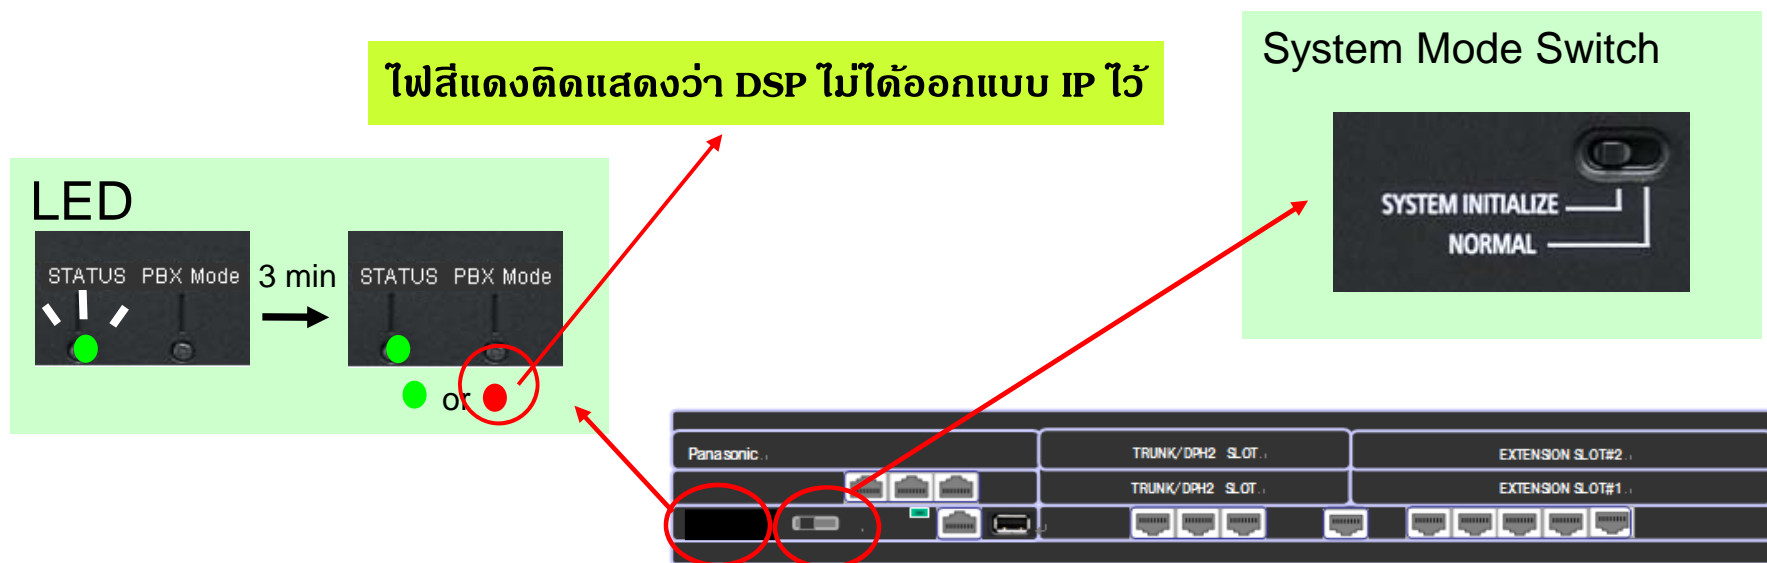 ไฟสีแดงติดแสดงว่า DSP ไม่ได้ออกแบบ IP ไว้
System Mode Switch
SYSTEM INITIALIZE
NORMAL
LED
STATUS PBX Mode
3 min
STATUS PBX Mode
or
Panasonic
TRUNK/DPH2 SLOT
EXTENSION SLOT#2
TRUNK/DPH2 SLOT
EXTENSION SLOT#1